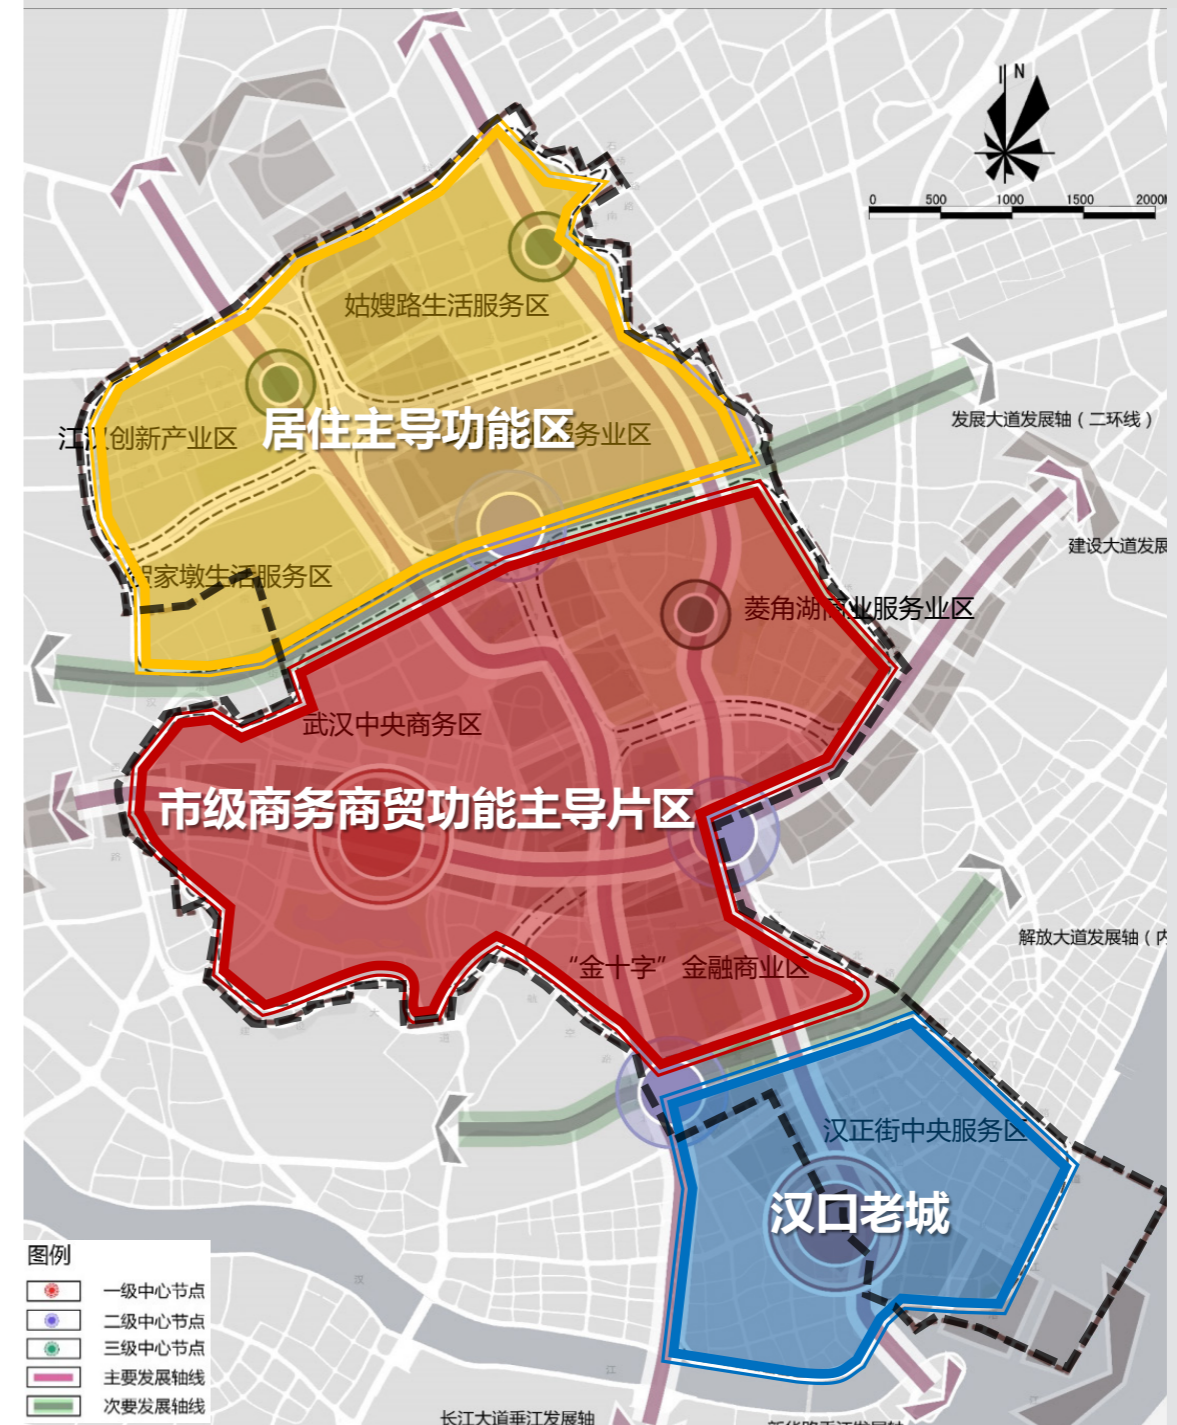 N
0 500 1000 1500 2000
姑嫂路生活服务区
发展大道发展轴（二环线）
居住主导功能区
务业区
创新产业区
建设大道发展
家墩生活服务区
菱角湖商业服务业区
武汉中央商务区
市级商务商贸功能主导片区
解放大道发展轴（内
“金十字”金融商业区
汉正街中央服务区
汉口老城
图例
一级中心节点
二级中心节点
三级中心节点
主要发展轴线
次要发展轴线
长江大道垂江发展轴